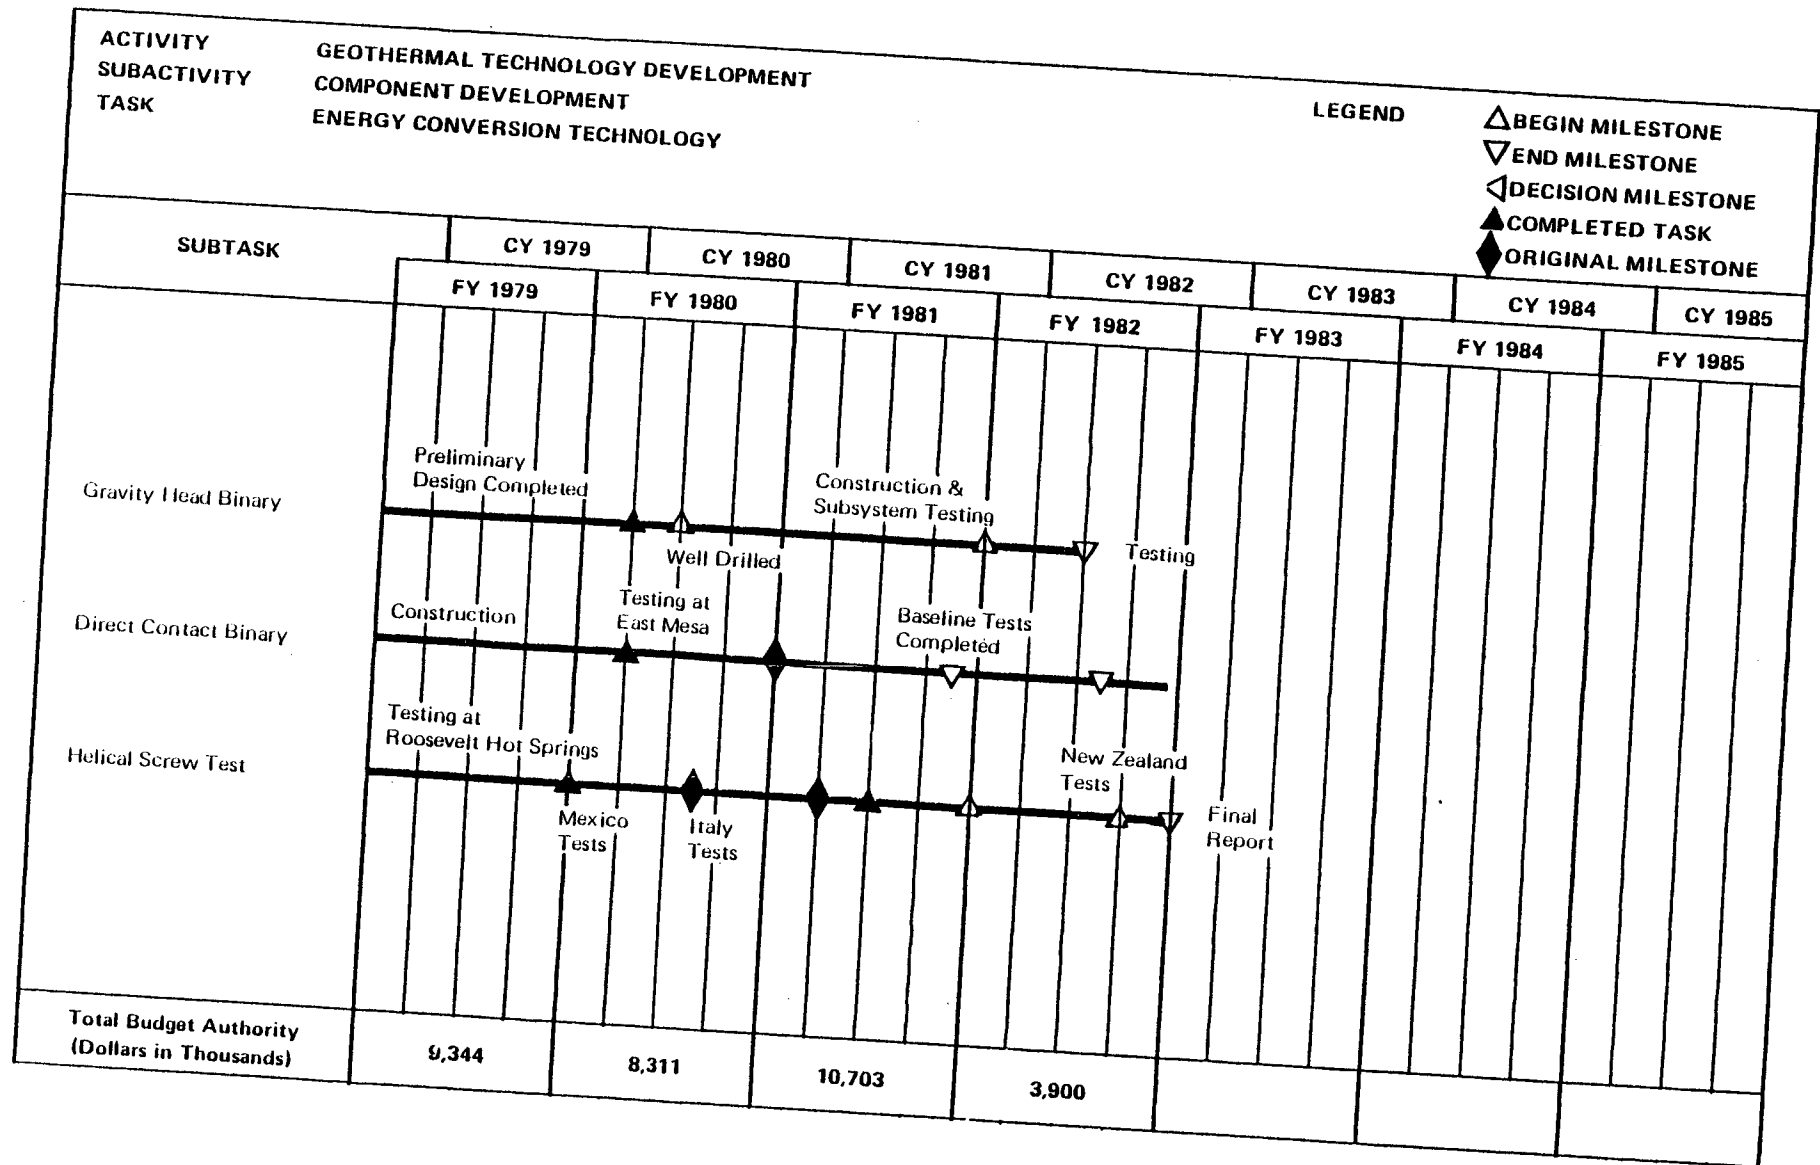 ACTIVITY GEOTHERMAL TECHNOLOGY DEVELOPMENT
SUBACTIVITY COMPONENT DEVELOPMENT
TASK ENERGY CONVERSION TECHNOLOGY
LEGEND
BEGIN MILESTONE
END MILESTONE
DECISION MILESTONE
COMPLETED TASK
ORIGINAL MILESTONE
SUBTASK
CY 1979 CY 1980 CY 1981 CY 1982 CY 1983 CY 1984 CY 1985
FY 1979 FY 1980 FY 1981 FY 1982 FY 1983 FY 1984 FY 1985
Gravity Head Binary
Preliminary
Design Completed
Well Drilled
Construction &
Subsystem Testing
Testing
Direct Contact Binary
Construction
Testing at
East Mesa
Baseline Tests
Completed
Helical Screw Test
Testing at
Roosevelt Hot Springs
Mexico
Tests
Italy
Tests
New Zealand
Tests
Final
Report
Total Budget Authority
(Dollars in Thousands)
9,344 8,311 10,703 3,900